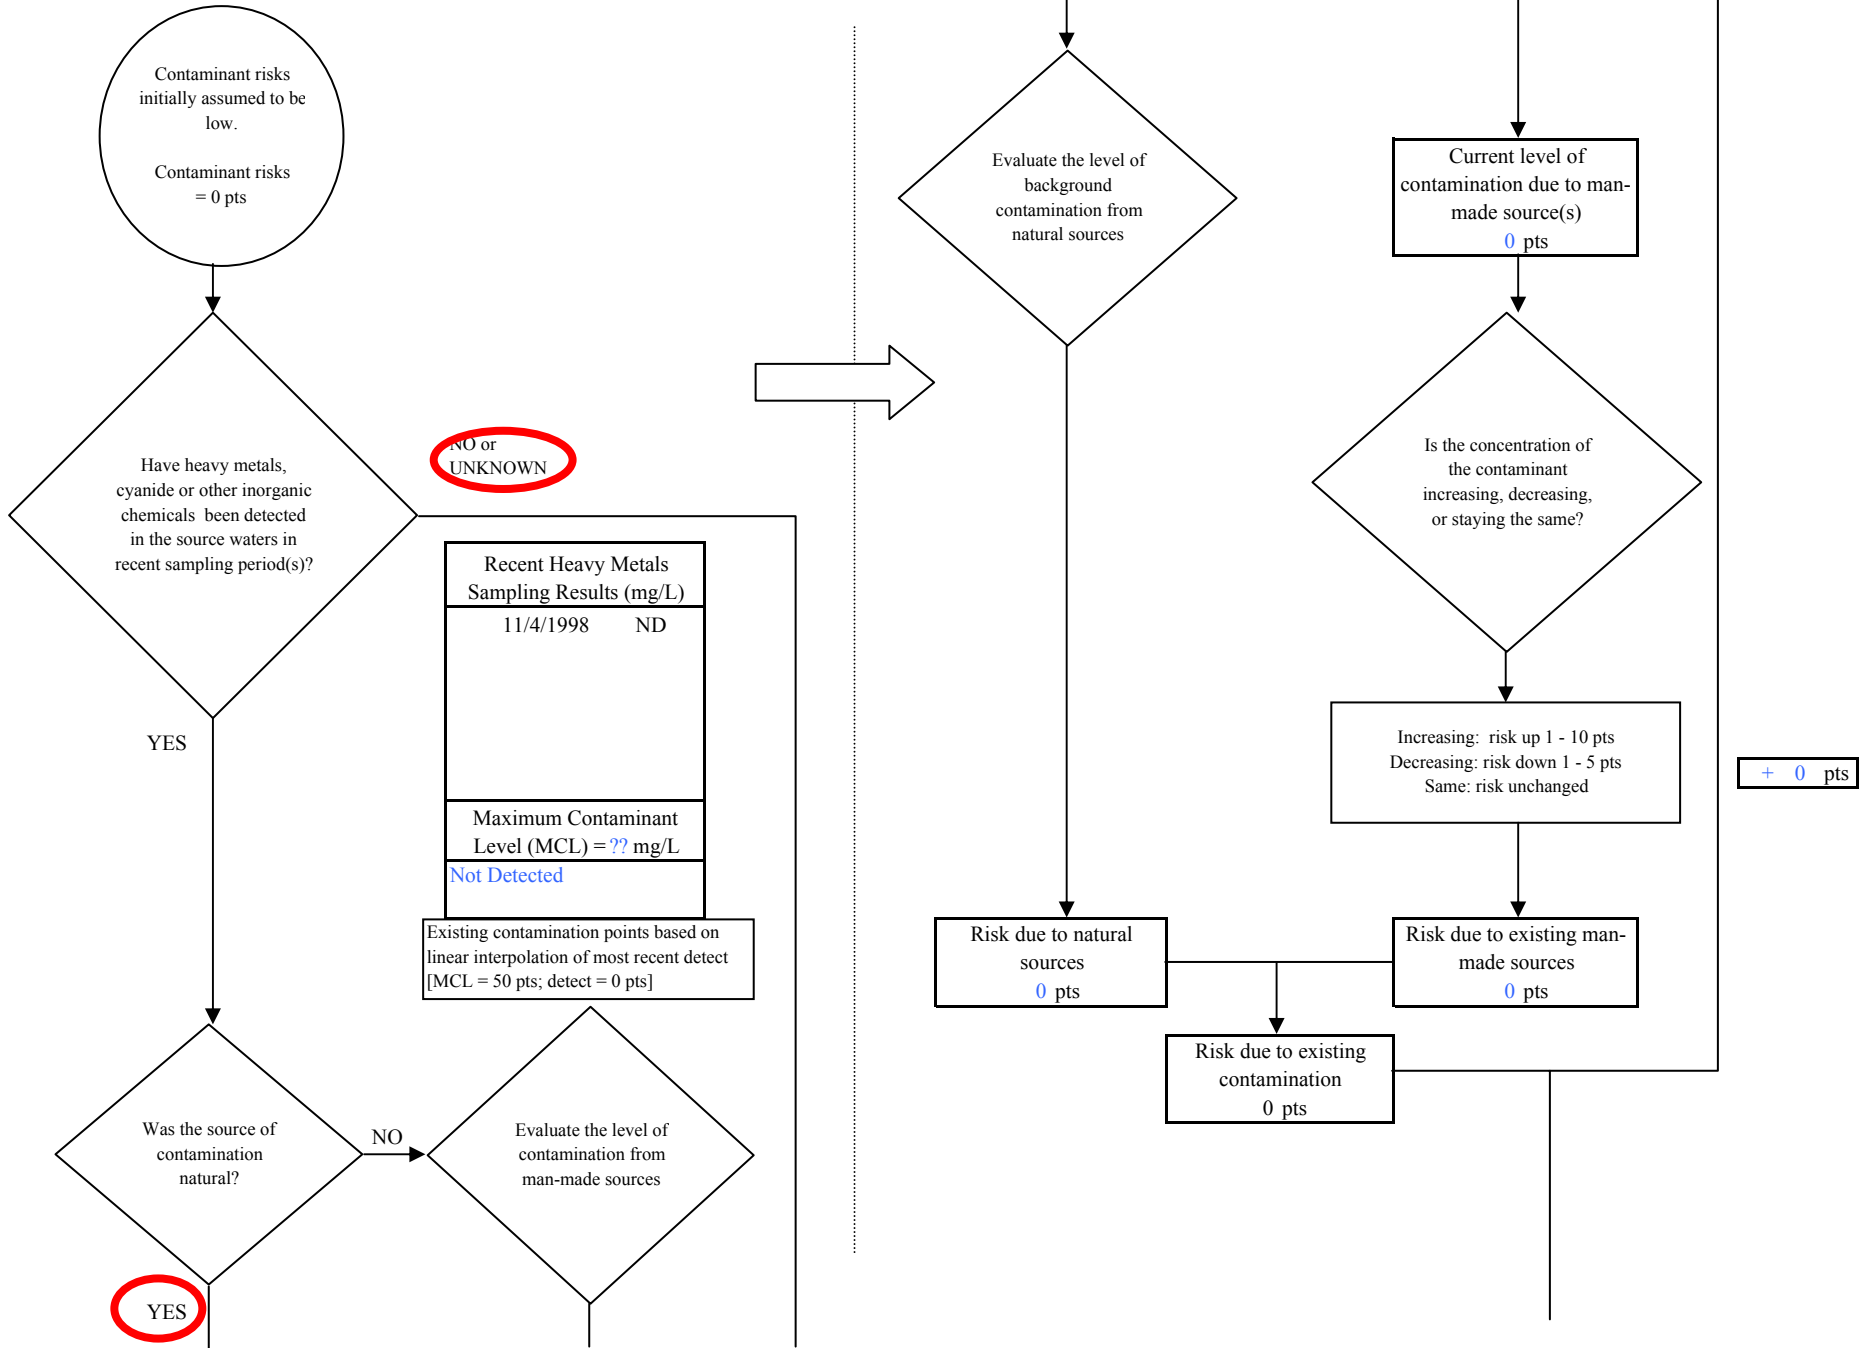 Contaminant risks
initially assumed to be
low.
Contaminant risks
= 0 pts
Have heavy metals,
cyanide or other inorganic
chemicals been detected
in the source waters in
recent sampling period(s)?
NO or
UNKNOWN
YES
Recent Heavy Metals
Sampling Results (mg/L)
11/4/1998 ND
Maximum Contaminant
Level (MCL) = ?? mg/L
Not Detected
Existing contamination points based on
linear interpolation of most recent detect
[MCL = 50 pts; detect = 0 pts]
Was the source of
contamination
natural?
NO
Evaluate the level of
contamination from
man-made sources
YES
Evaluate the level of
background
contamination from
natural sources
Current level of
contamination due to man-
made source(s)
0 pts
Is the concentration of
the contaminant
increasing, decreasing,
or staying the same?
Increasing: risk up 1 - 10 pts
Decreasing: risk down 1 - 5 pts
Same: risk unchanged
+ 0 pts
Risk due to natural
sources
0 pts
Risk due to existing man-
made sources
0 pts
Risk due to existing
contamination
0 pts